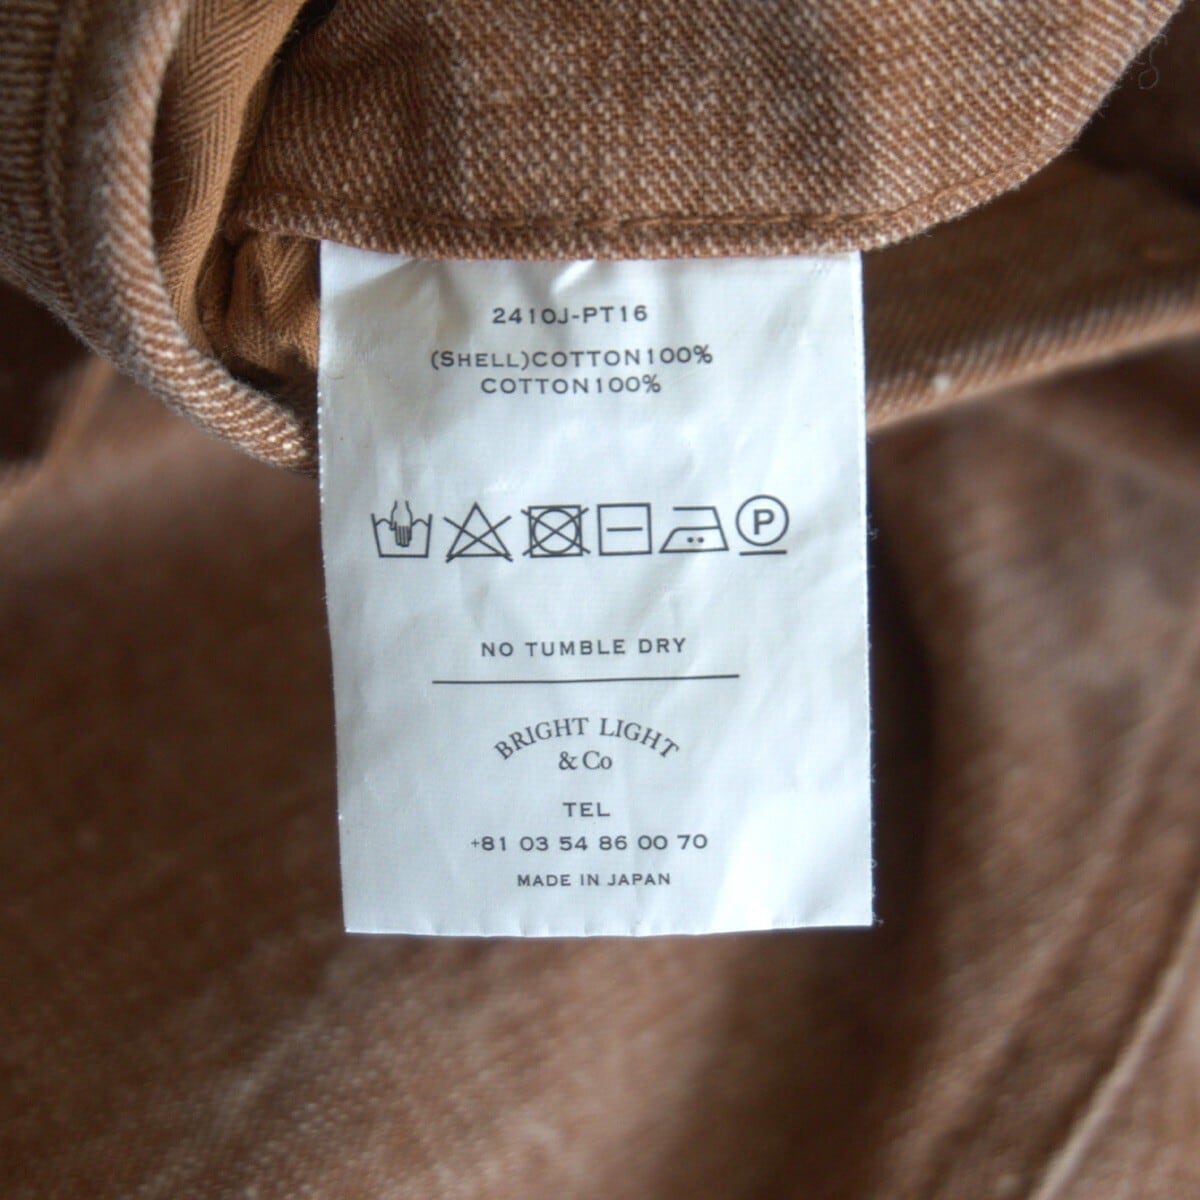 2410J-PT16
(SHELL)COTTON100%
COTTON100%
P
NO TUMBLE DRY
BRIGHT LIGHT
& Co
TEL
+81 03 54 86 00 70
MADE IN JAPAN